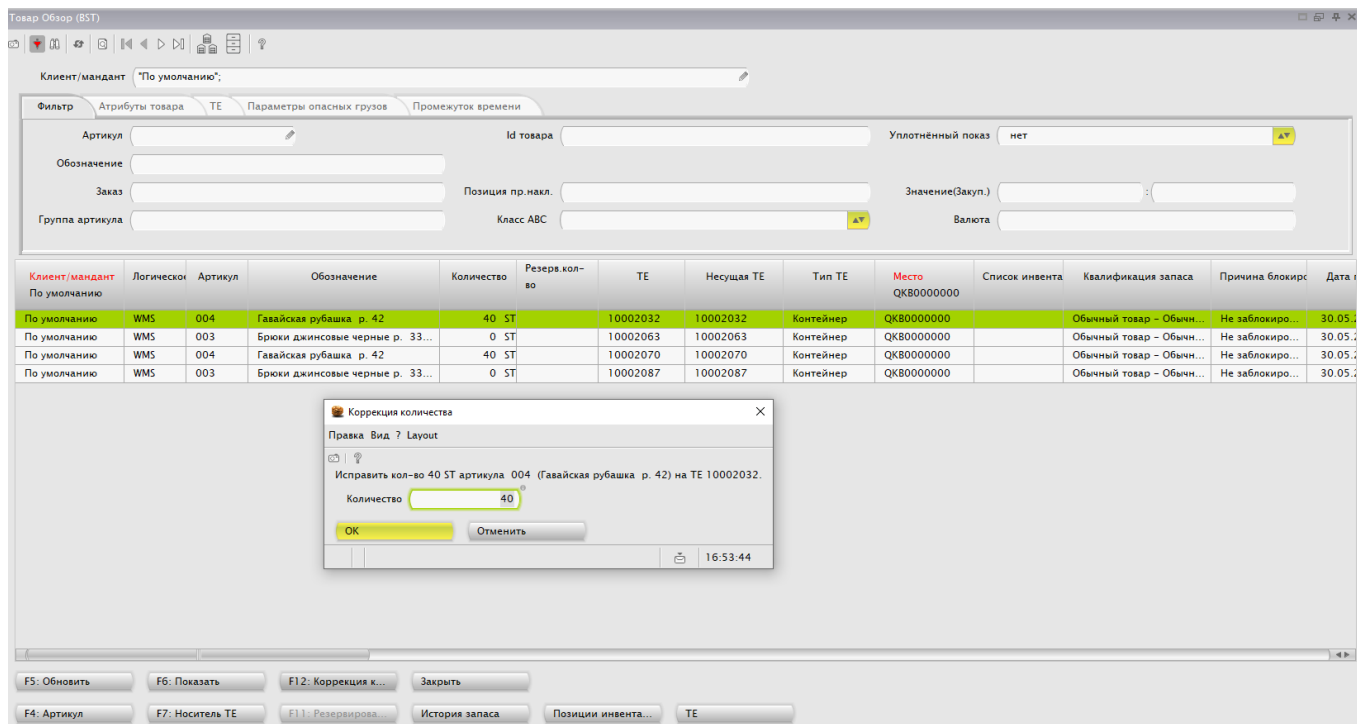 Товар Обзор (BST)
Клиент/мандант "По умолчанию";
Фильтр Атрибуты товара ТЕ Параметры опасных грузов Промежуток времени
Артикул Id товара Уплотнённый показ нет
Обозначение
Заказ Позиция пр.накл. Значение(Закуп.) :
Группа артикула Класс АВС Валюта
Клиент/мандант Логическое Артикул Обозначение Количество Резерв.кол-во ТЕ Несущая ТЕ Тип ТЕ Место Список инвента Квалификация запаса Причина блокиро Дата
По умолчанию QKB0000000
По умолчанию WMS 004 Гавайская рубашка р. 42 40 ST 10002032 10002032 Контейнер QKB0000000 Обычный товар - Обычн... Не заблокиро... 30.05.2
По умолчанию WMS 003 Брюки джинсовые черные р. 33... 0 ST 10002063 10002063 Контейнер QKB0000000 Обычный товар - Обычн... Не заблокиро... 30.05.2
По умолчанию WMS 004 Гавайская рубашка р. 42 40 ST 10002070 10002070 Контейнер QKB0000000 Обычный товар - Обычн... Не заблокиро... 30.05.2
По умолчанию WMS 003 Брюки джинсовые черные р. 33... 0 ST 10002087 10002087 Контейнер QKB0000000 Обычный товар - Обычн... Не заблокиро... 30.05.2
Коррекция количества
Правка Вид ? Layout
Исправить кол-во 40 ST артикула 004 (Гавайская рубашка р. 42) на ТЕ 10002032.
Количество 40
OK Отменить
16:53:44
F5: Обновить F6: Показать F12: Коррекция к... Закрыть
F4: Артикул F7: Носитель ТЕ F11: Резервирова... История запаса Позиции инвента... ТЕ